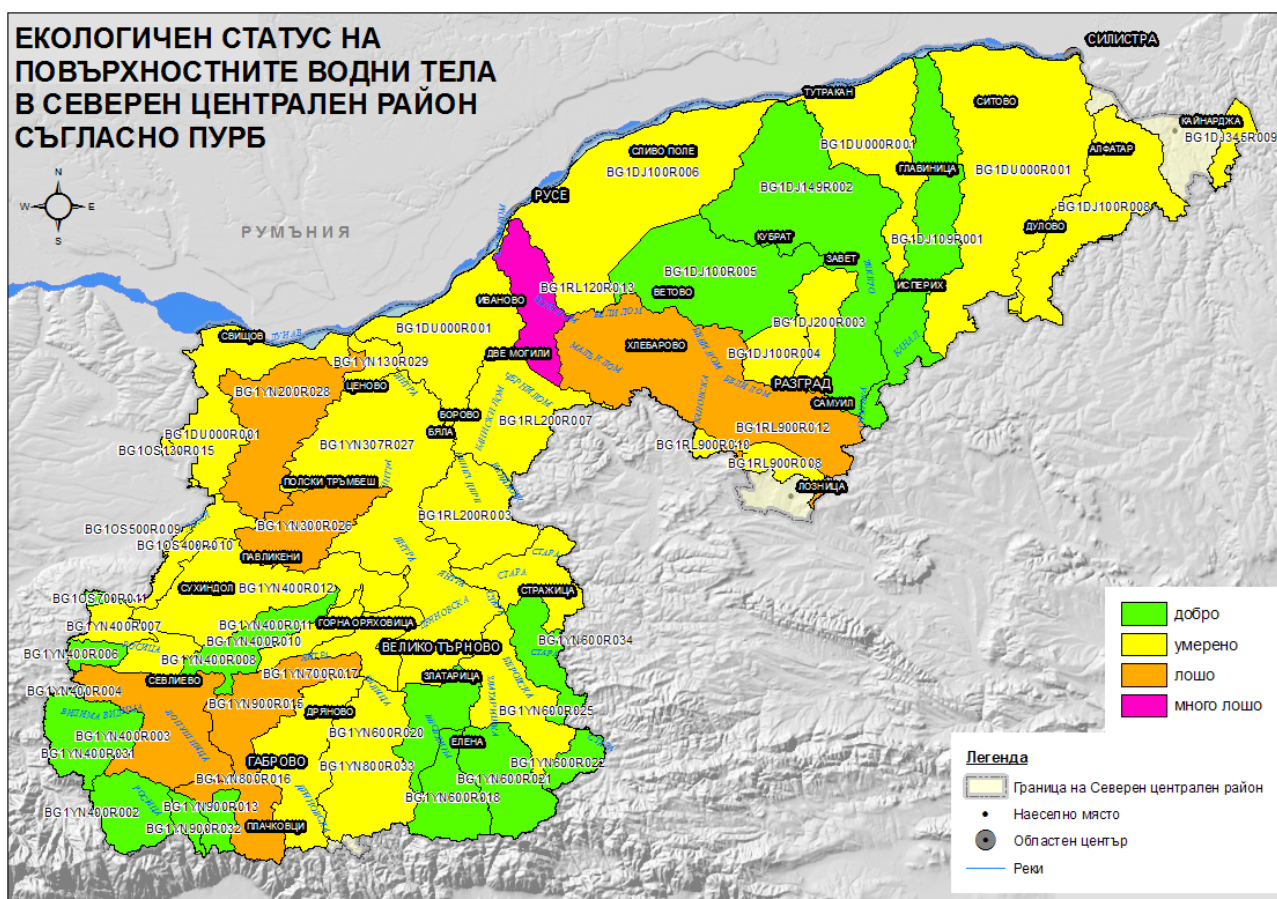 ЕКОЛОГИЧЕН СТАТУС НА
ПОВЪРХНОСТНИТЕ ВОДНИ ТЕЛА
В СЕВЕРЕН ЦЕНТРАЛЕН РАЙОН
СЪГЛАСНО ПУРБ
СИЛИСТРА
ТУТРАКАН
СИТОВО
КАЙНАРДЖА
BG1DJ345R009
N
W
E
S
СЛИВО ПОЛЕ
BG1DJ100R006
BG1DU000R001
АЛФАТАР
ГЛАВИНИЦА
BG1DU000R001
BG1DJ149R002
РУСЕ
РУМЪНИЯ
BG1DJ100R008
ДУЛОВО
КУБРАТ
BG1DJ109R001
ЗАВЕТ
BG1DJ100R005
ИСПЕРИХ
BG1RL120R013
ВЕТОВО
ИВАНОВО
BG1DU000R001
BG1DJ200R003
СВИЩОВ
ХЛЕБАРОВО
ДВЕ МОГИЛИ
BG1DJ100R004
BG1YN130R029
ЦЕНОВО
BG1YN200R028
РАЗГРАД
САМУИЛ
БОРОВО
BG1RL200R007
BG1RL900R012
БЯЛА
BG1DU000R001
BG1YN307R027
BG1OS130R015
BG1RL900R010
BG1RL900R008
ПОЛСКИ ТРЪМБЕШ
ЛОЗНИЦА
BG1RL200R003
BG1OS500R009
BG1YN300R026
BG1OS400R010
ПАВЛИКЕНИ
СУХИНДОЛ
BG1YN400R012
СТРАЖИЦА
BG1OS700R011
BG1YN400R007
BG1YN400R011
ГОРНА ОРЯХОВИЦА
BG1YN400R010
BG1YN600R034
BG1YN400R006
BG1YN400R008
ВЕЛИКО ТЪРНОВО
BG1YN700R017
ЗЛАТАРИЦА
СЕВЛИЕВО
BG1YN400R004
BG1YN900R015
ДРЯНОВО
BG1YN600R025
BG1YN400R003
BG1YN600R020
ЕЛЕНА
BG1YN400R031
ГАБРОВО
BG1YN800R033
BG1YN600R022
BG1YN800R016
BG1YN600R021
BG1YN600R018
BG1YN400R002
BG1YN900R013
BG1YN900R032
ПЛАЧКОВЦИ
добро
умерено
лошо
много лошо
Легенда
Граница на Северен централен район
Наеселно място
Областен център
Реки